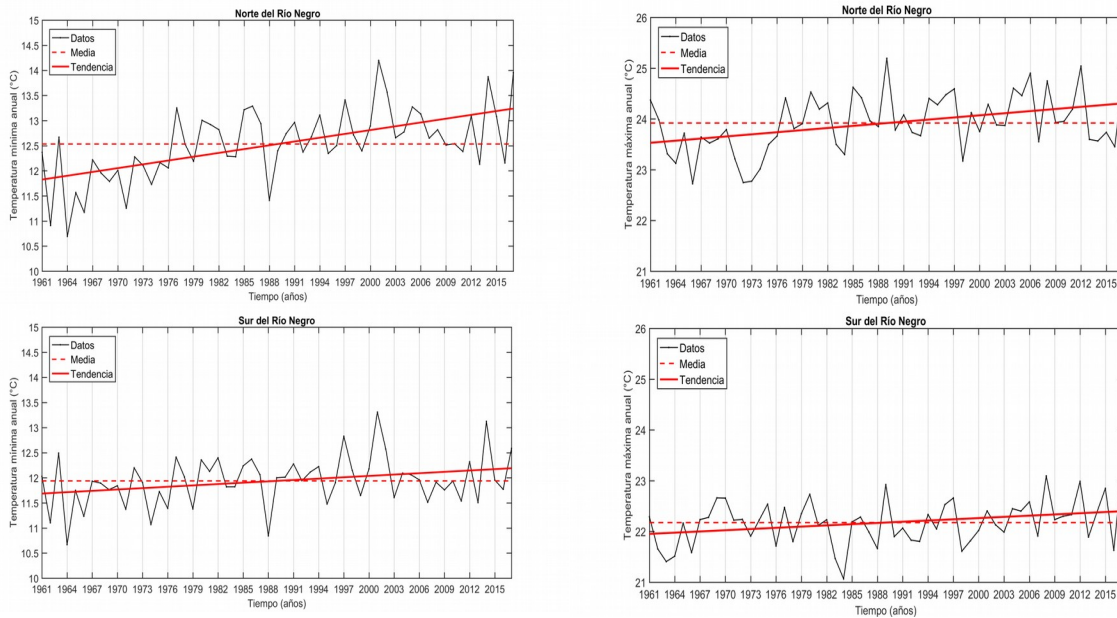 Norte del Río Negro
Temperatura mínima anual (°C)
15
14.5
14
13.5
13
12.5
12
11.5
11
10.5
10
Datos
Media
Tendencia
1961 1964 1967 1970 1973 1976 1979 1982 1985 1988 1991 1994 1997 2000 2003 2006 2009 2012 2015
Tiempo (años)
Norte del Río Negro
Temperatura máxima anual (°C)
26
25
24
23
22
21
Datos
Media
Tendencia
1961 1964 1967 1970 1973 1976 1979 1982 1985 1988 1991 1994 1997 2000 2003 2006 2009 2012 2015
Tiempo (años)
Sur del Río Negro
Temperatura mínima anual (°C)
15
14.5
14
13.5
13
12.5
12
11.5
11
10.5
10
Datos
Media
Tendencia
1961 1964 1967 1970 1973 1976 1979 1982 1985 1988 1991 1994 1997 2000 2003 2006 2009 2012 2015
Tiempo (años)
Sur del Río Negro
Temperatura máxima anual (°C)
26
25
24
23
22
21
Datos
Media
Tendencia
1961 1964 1967 1970 1973 1976 1979 1982 1985 1988 1991 1994 1997 2000 2003 2006 2009 2012 2015
Tiempo (años)